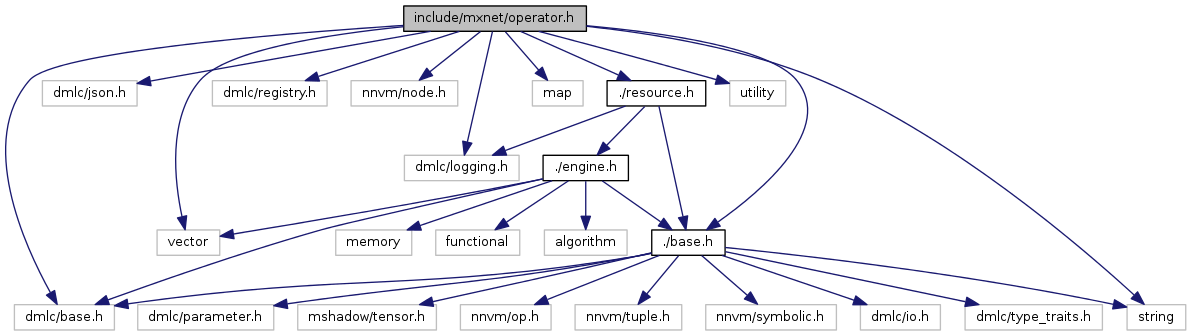 include/mxnet/operator.h
dmlc/json.h
dmlc/registry.h
nnvm/node.h
map
./resource.h
utility
dmlc/logging.h
./engine.h
vector
memory
functional
algorithm
./base.h
dmlc/base.h
dmlc/parameter.h
mshadow/tensor.h
nnvm/op.h
nnvm/tuple.h
nnvm/symbolic.h
dmlc/io.h
dmlc/type_traits.h
string